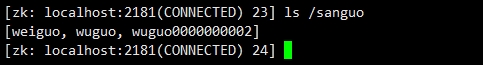 [zk: localhost:2181(CONNECTED) 23] ls /sanguo
[weiguo, wuguo, wuguo0000000002]
[zk: localhost:2181(CONNECTED) 24]